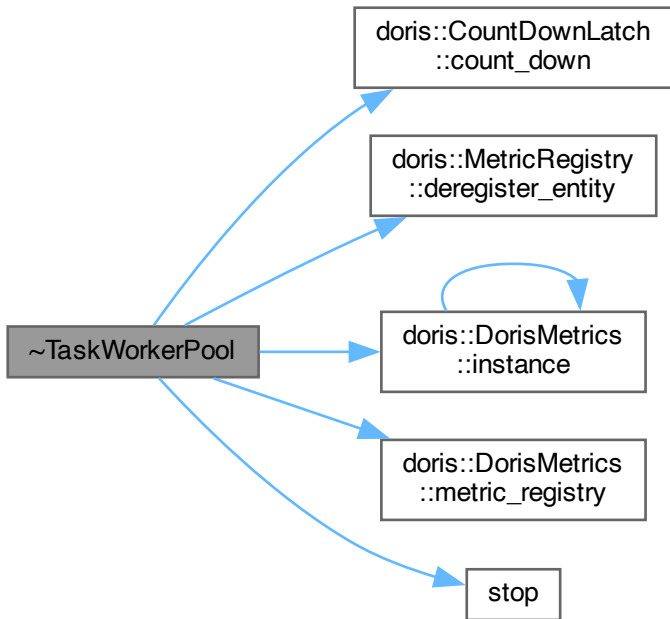 doris::CountDownLatch
::count_down
doris::MetricRegistry
::deregister_entity
~TaskWorkerPool
doris::DorisMetrics
::instance
doris::DorisMetrics
::metric_registry
stop